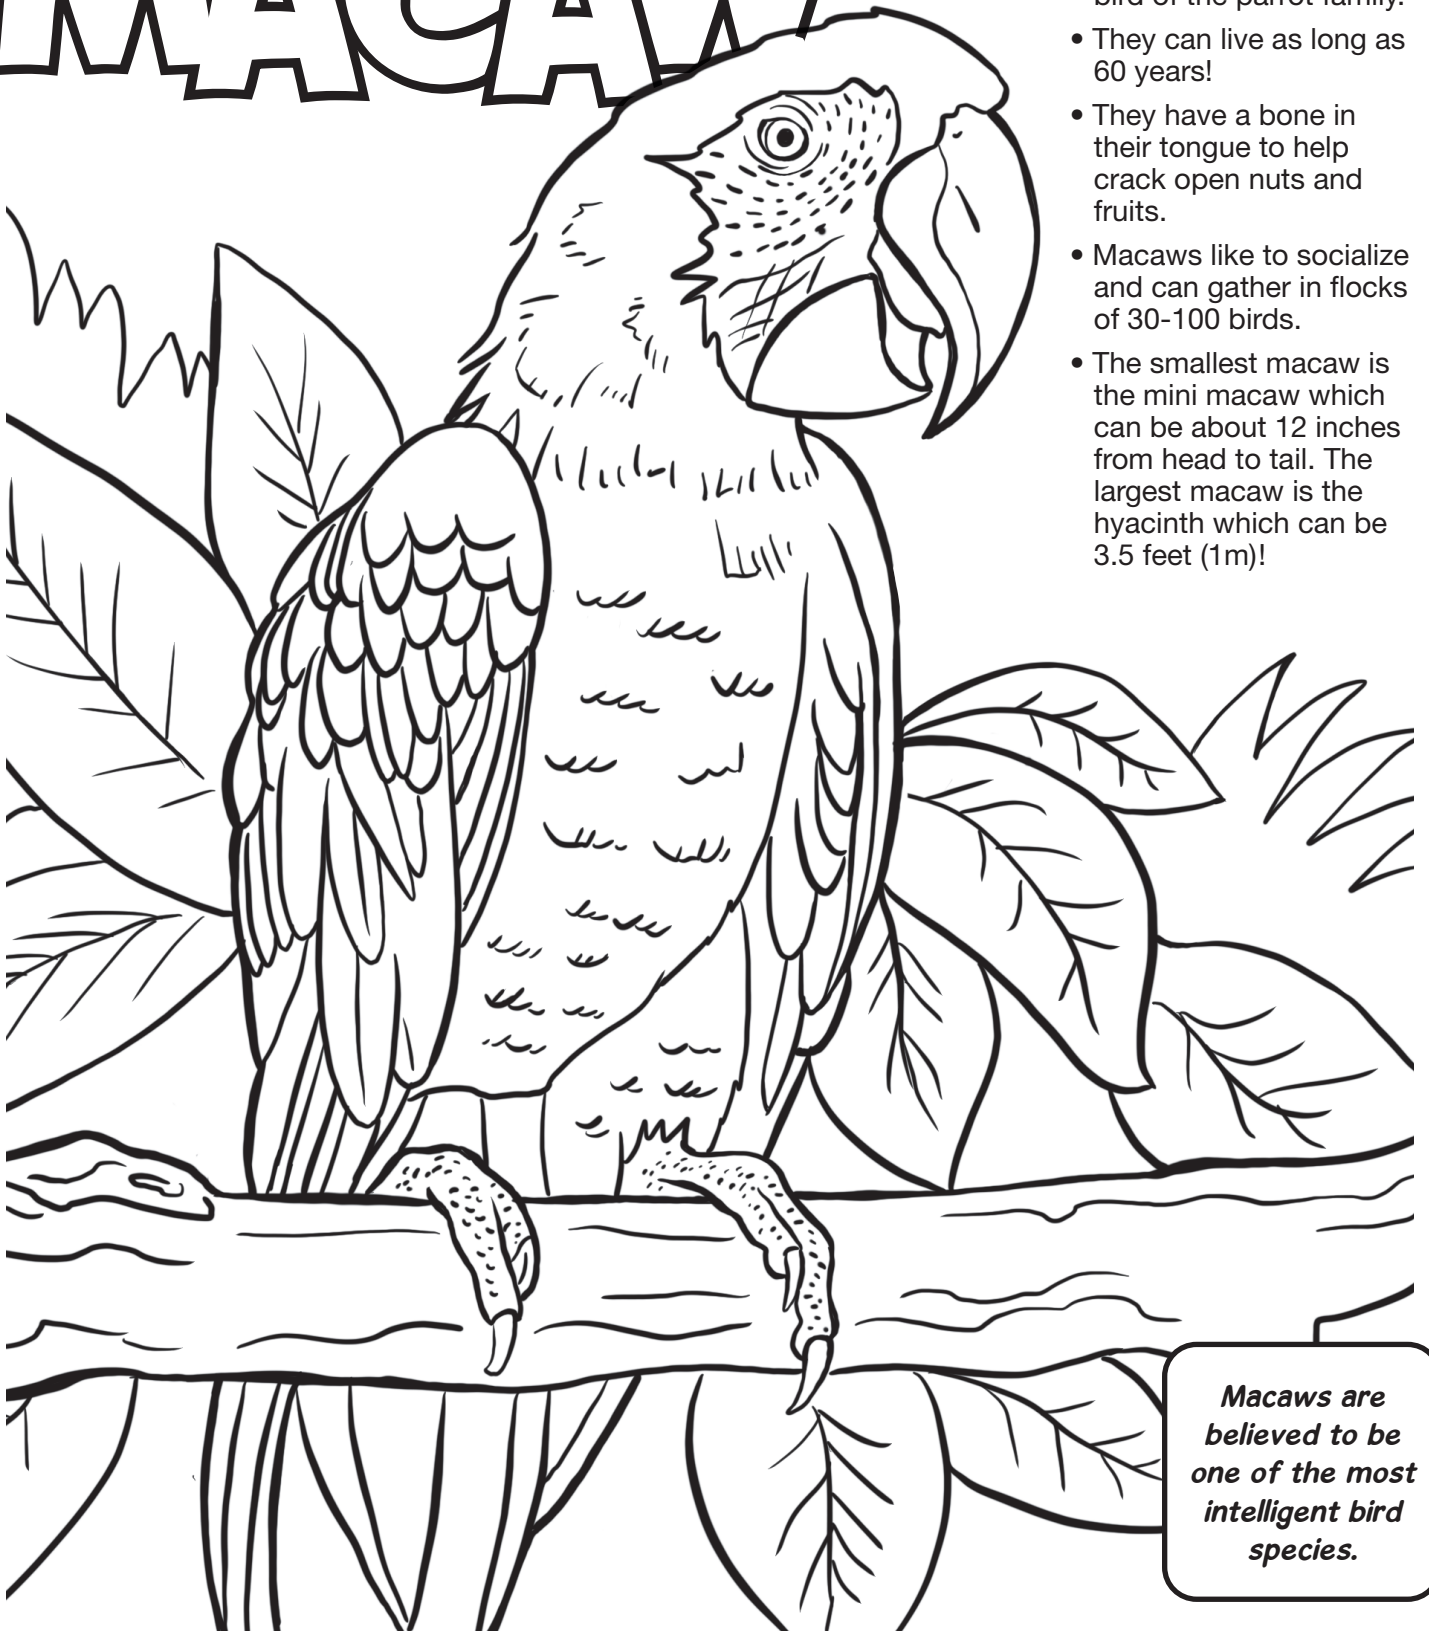 MACAW
bird of the parrot family.
• They can live as long as
60 years!
• They have a bone in
their tongue to help
crack open nuts and
fruits.
• Macaws like to socialize
and can gather in flocks
of 30-100 birds.
• The smallest macaw is
the mini macaw which
can be about 12 inches
from head to tail. The
largest macaw is the
hyacinth which can be
3.5 feet (1m)!
Macaws are
believed to be
one of the most
intelligent bird
species.